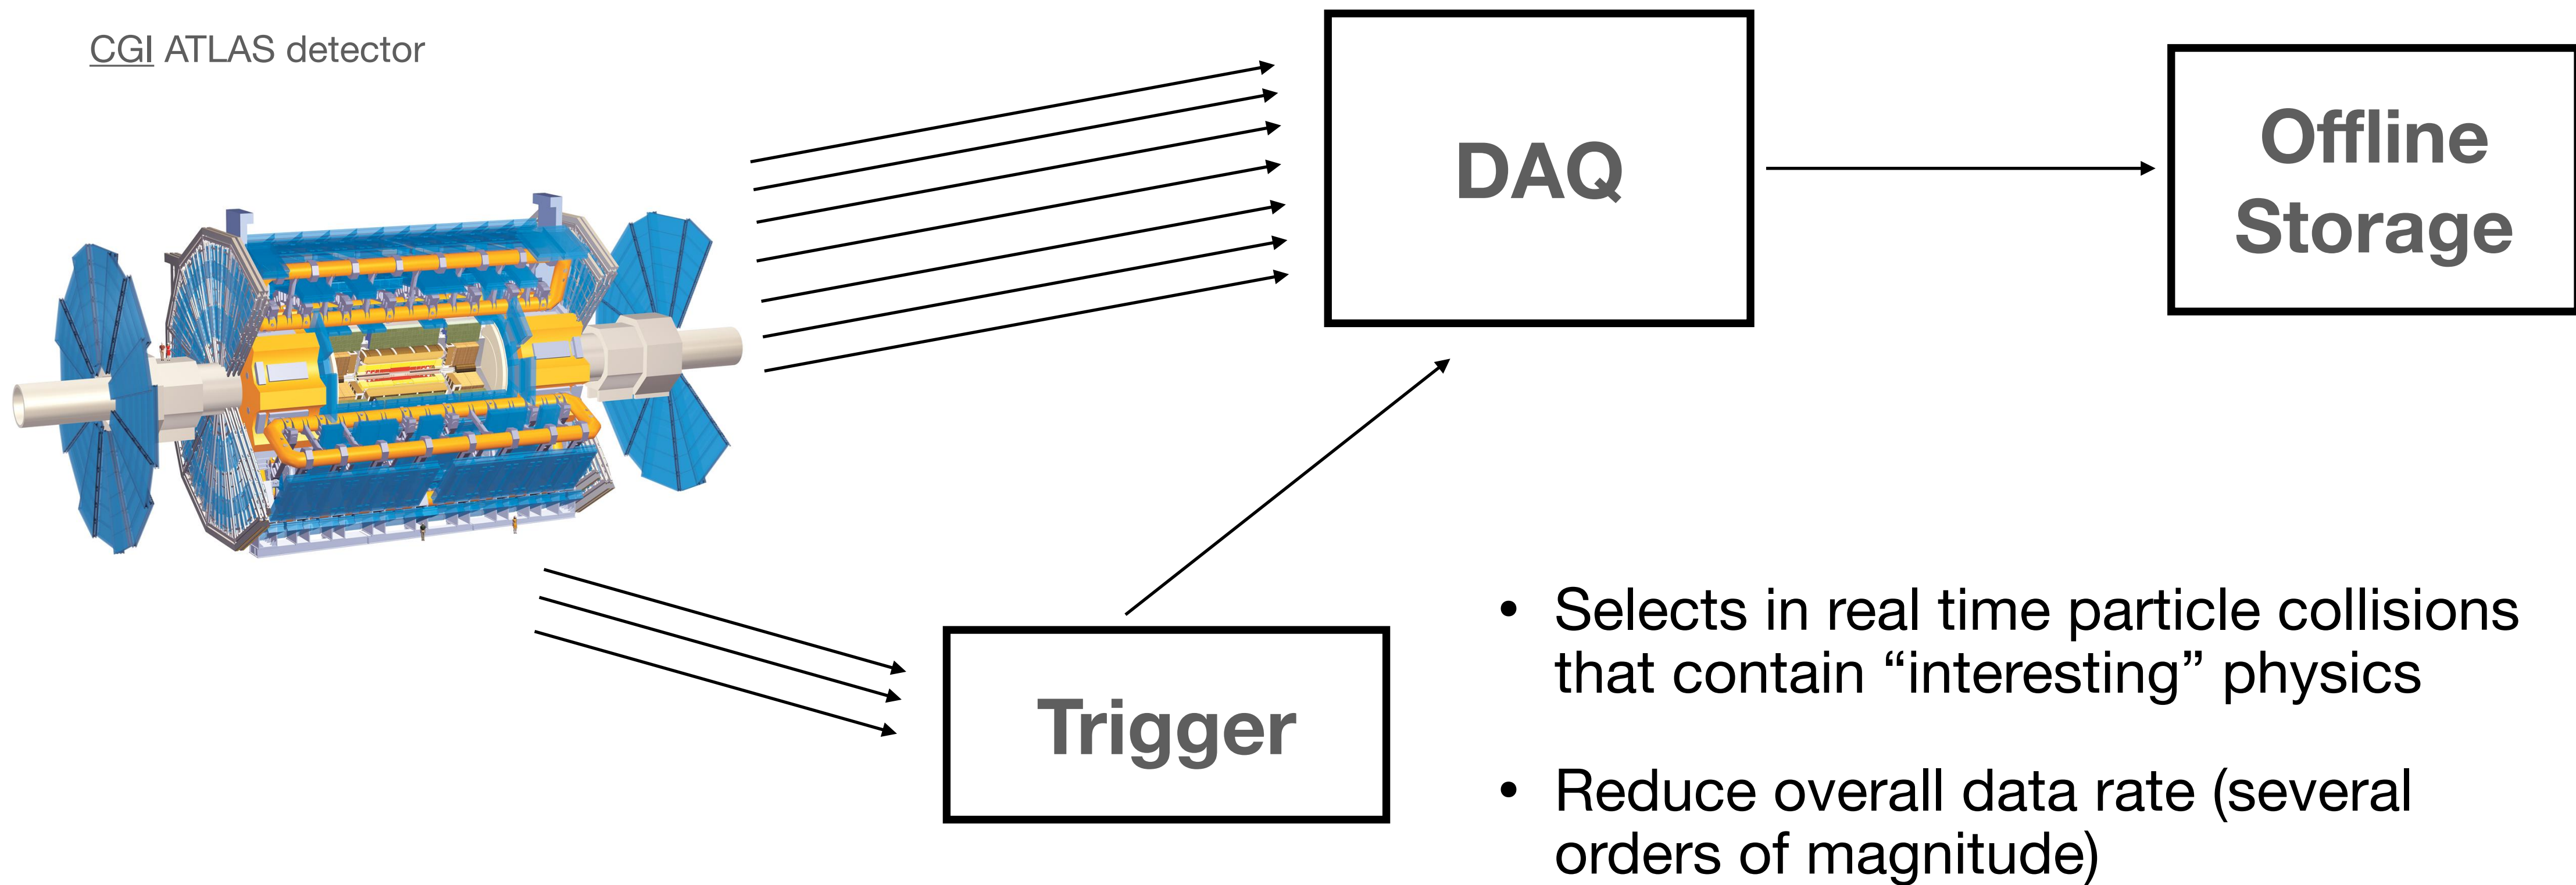 CGI ATLAS detector
DAQ
Offline
Storage
Trigger
• Selects in real time particle collisions
that contain “interesting” physics
• Reduce overall data rate (several
orders of magnitude)